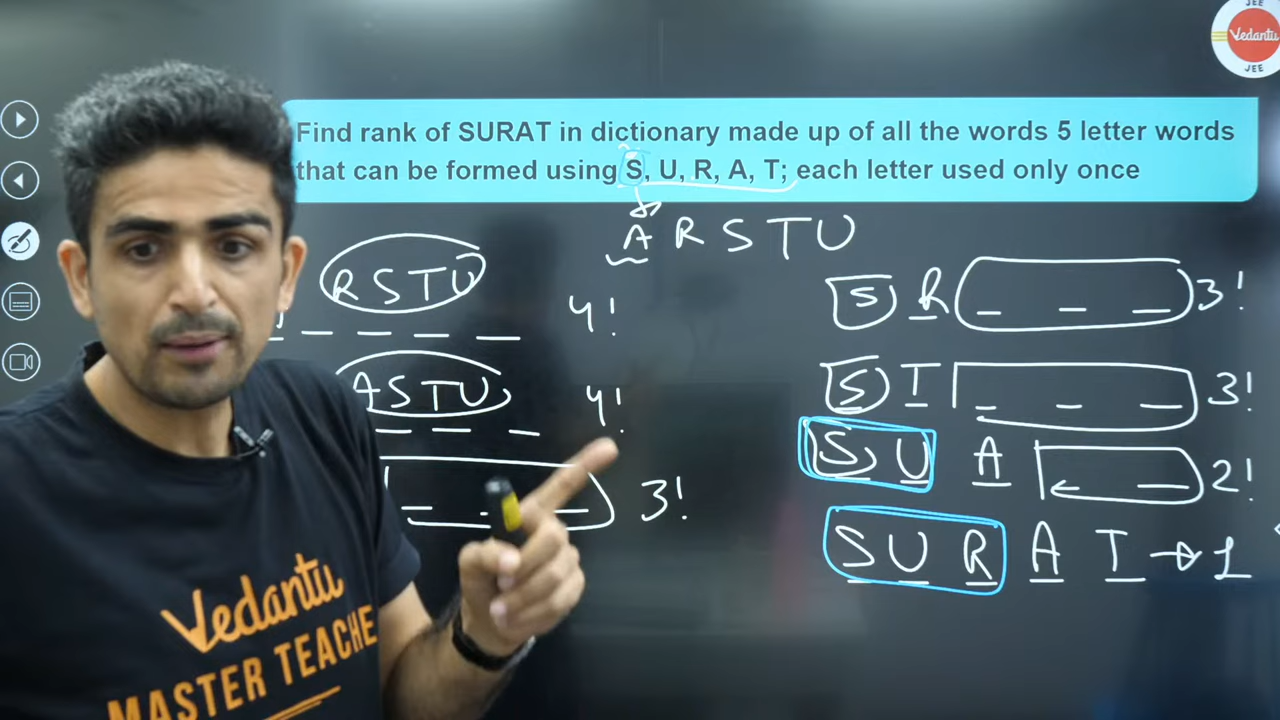 JEE
Vedantu
JEE
Find rank of SURAT in dictionary made up of all the words 5 letter words
that can be formed using S, U, R, A, T; each letter used only once
A R S T U
R S T U
4!
A S T U
4!
3!
S R _ _ _ 3!
S T _ _ _ 3!
S U A _ _ 2!
S U R A T → 1
Vedantu
MASTER TEACHE